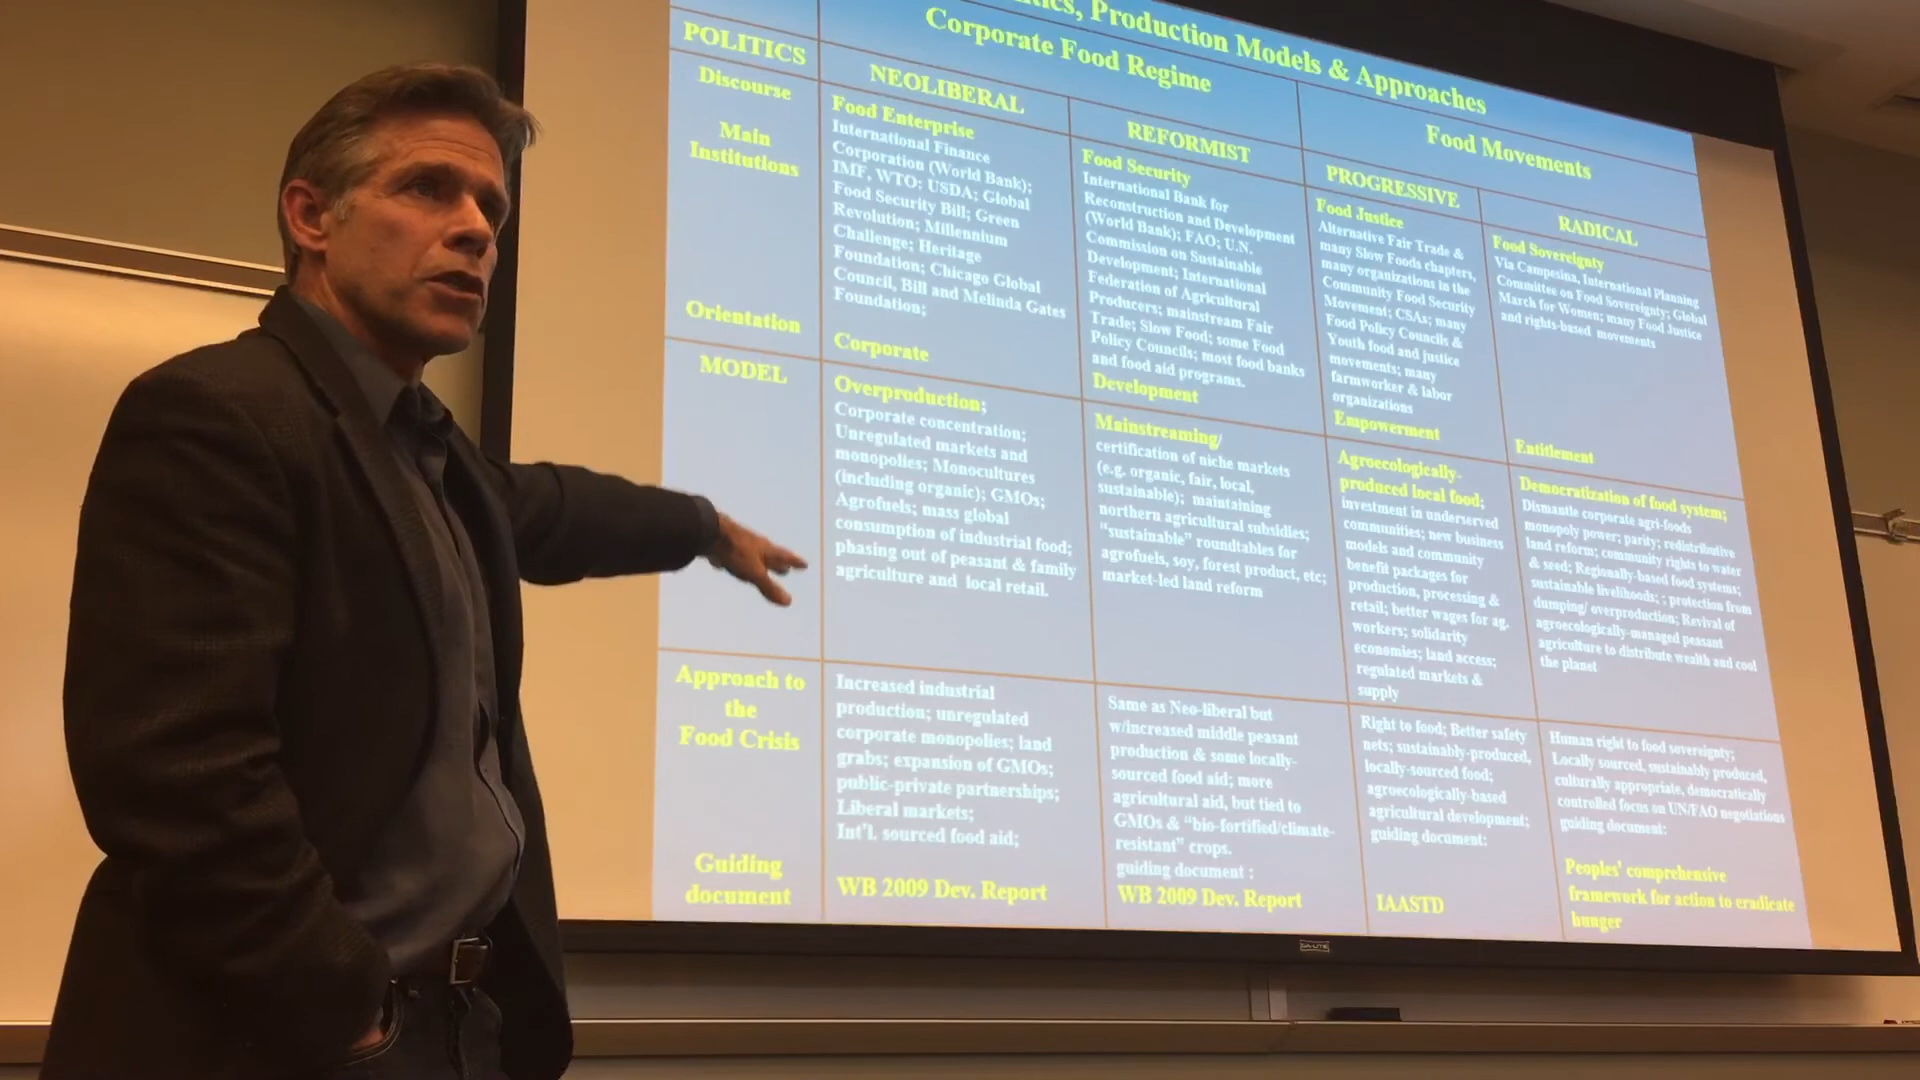 tics, Production Models & Approaches
Corporate Food Regime
Food Movements
POLITICS
NEOLIBERAL
REFORMIST
PROGRESSIVE
RADICAL
Discourse
Main
Institutions
Orientation
Food Enterprise
International Finance
Corporation (World Bank);
IMF, WTO; USDA; Global
Food Security Bill; Green
Revolution; Millennium
Challenge; Heritage
Foundation; Chicago Global
Council, Bill and Melinda Gates
Foundation;
Corporate
Food Security
International Bank for
Reconstruction and Development
(World Bank); FAO; U.N.
Commission on Sustainable
Development; International
Federation of Agricultural
Producers; mainstream Fair
Trade; Slow Food; some Food
Policy Councils; most food banks
and food aid programs.
Development
Food Justice
Alternative Fair Trade &
many Slow Foods chapters,
many organizations in the
Community Food Security
Movement; CSAs; many
Food Policy Councils &
Youth food and justice
movements; many
farmworker & labor
organizations
Empowerment
Food Sovereignty
Via Campesina, International Planning
Committee on Food Sovereignty; Global
March for Women; many Food Justice
and rights-based movements
Entitlement
MODEL
Overproduction;
Corporate concentration;
Unregulated markets and
monopolies; Monocultures
(including organic); GMOs;
Agrofuels; mass global
consumption of industrial food;
phasing out of peasant & family
agriculture and local retail.
Mainstreaming/
certification of niche markets
(e.g. organic, fair, local,
sustainable); maintaining
northern agricultural subsidies;
“sustainable” roundtables for
agrofuels, soy, forest product, etc;
market-led land reform
Agroecologically-
produced local food;
investment in underserved
communities; new business
models and community
benefit packages for
production, processing &
retail; better wages for ag.
workers; solidarity
economies; land access;
regulated markets &
supply
Democratization of food system;
Dismantle corporate agri-foods
monopoly power; parity; redistributive
land reform; community rights to water
& seed; Regionally-based food systems;
sustainable livelihoods; ; protection from
dumping/ overproduction; Revival of
agroecologically-managed peasant
agriculture to distribute wealth and cool
the planet
Approach to
the
Food Crisis
Guiding
document
Increased industrial
production; unregulated
corporate monopolies; land
grabs; expansion of GMOs;
public-private partnerships;
Liberal markets;
Int'l. sourced food aid;
WB 2009 Dev. Report
Same as Neo-liberal but
w/increased middle peasant
production & some locally-
sourced food aid; more
agricultural aid, but tied to
GMOs & “bio-fortified/climate-
resistant” crops.
guiding document :
WB 2009 Dev. Report
Right to food; Better safety
nets; sustainably-produced,
locally-sourced food;
agroecologically-based
agricultural development;
guiding document:
IAASTD
Human right to food sovereignty;
Locally sourced, sustainably produced,
culturally appropriate, democratically
controlled focus on UN/FAO negotiations
guiding document:
Peoples' comprehensive
framework for action to eradicate
hunger
DA-LITE